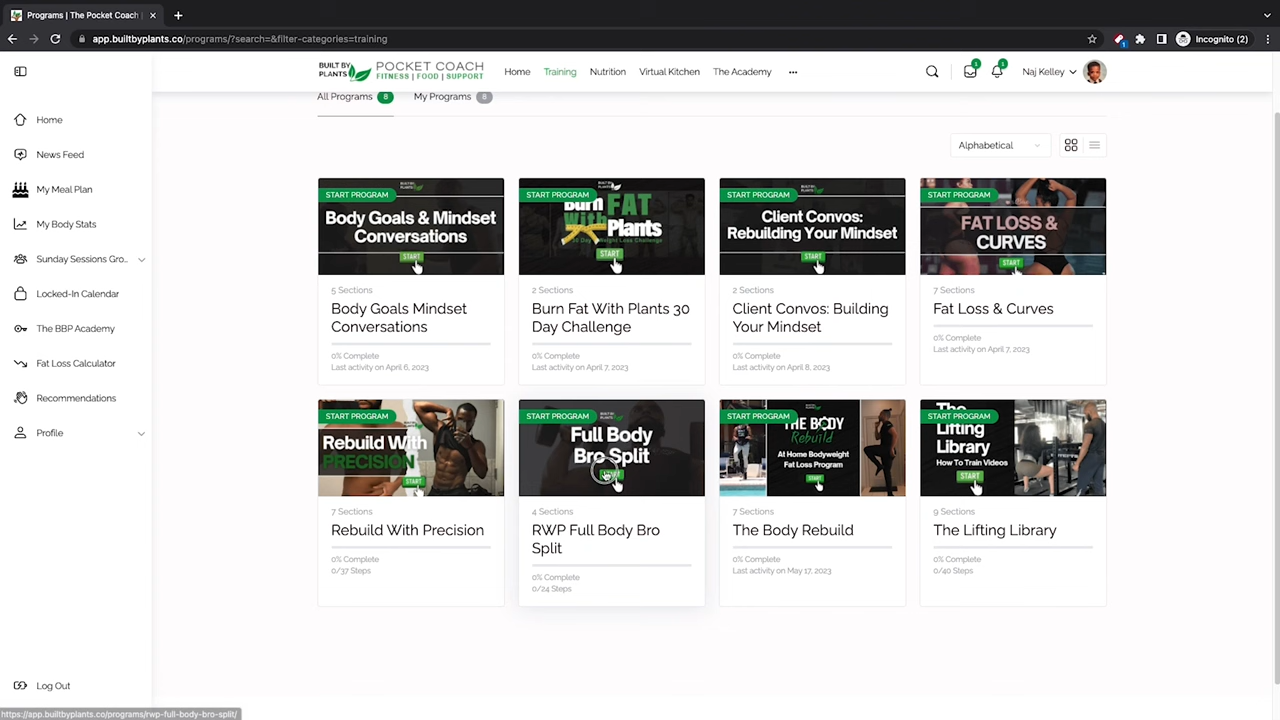 Programs | The Pocket Coach
app.builtbyplants.co/programs/?search=&filter-categories=training
Incognito (2)
BUILT BY PLANTS
POCKET COACH
FITNESS | FOOD | SUPPORT
Home
Training
Nutrition
Virtual Kitchen
The Academy
1
1
Naj Kelley
Home
News Feed
My Meal Plan
My Body Stats
Sunday Sessions Gro..
Locked-In Calendar
The BBP Academy
Fat Loss Calculator
Recommendations
Profile
Log Out
All Programs 8
My Programs 8
Alphabetical
START PROGRAM
Body Goals & Mindset
Conversations
START
5 Sections
Body Goals Mindset
Conversations
0% Complete
Last activity on April 6, 2023
START PROGRAM
Burn FAT
With Plants
30 Day Weight Loss Challenge
START
2 Sections
Burn Fat With Plants 30
Day Challenge
0% Complete
Last activity on April 7, 2023
START PROGRAM
Client Convos:
Rebuilding Your Mindset
START
2 Sections
Client Convos: Building
Your Mindset
0% Complete
Last activity on April 8, 2023
START PROGRAM
FAT LOSS &
CURVES
START
7 Sections
Fat Loss & Curves
0% Complete
Last activity on April 7, 2023
START PROGRAM
Rebuild With
PRECISION
START
7 Sections
Rebuild With Precision
0% Complete
0/37 Steps
START PROGRAM
Full Body
Bro Split
4 Sections
RWP Full Body Bro
Split
0% Complete
0/24 Steps
START PROGRAM
THE BODY
Rebuild
At Home Bodyweight
Fat Loss Program
START
7 Sections
The Body Rebuild
0% Complete
Last activity on May 17, 2023
START PROGRAM
The
Lifting
Library
How To Train Videos
START
9 Sections
The Lifting Library
0% Complete
0/40 Steps
https://app.builtbyplants.co/programs/rwp-full-body-bro-split/